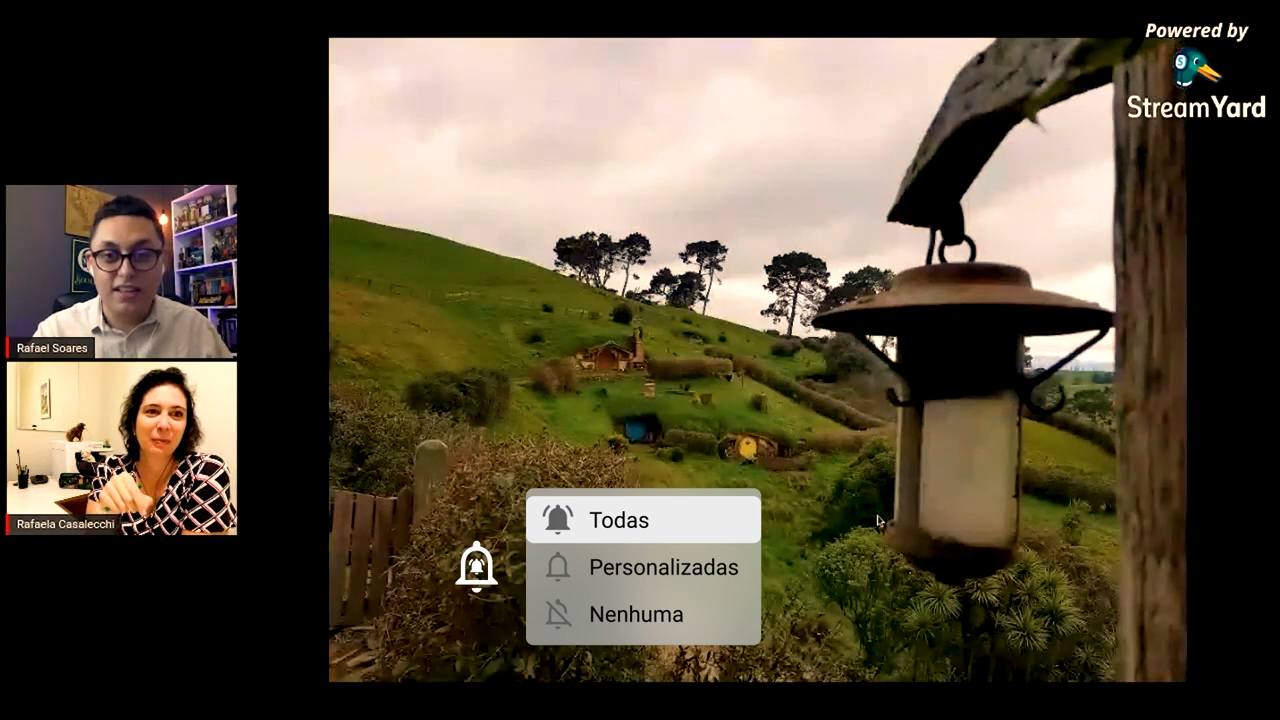 Powered by
StreamYard
Rafael Soares
Rafaela Casalecchi
Todas
Personalizadas
Nenhuma